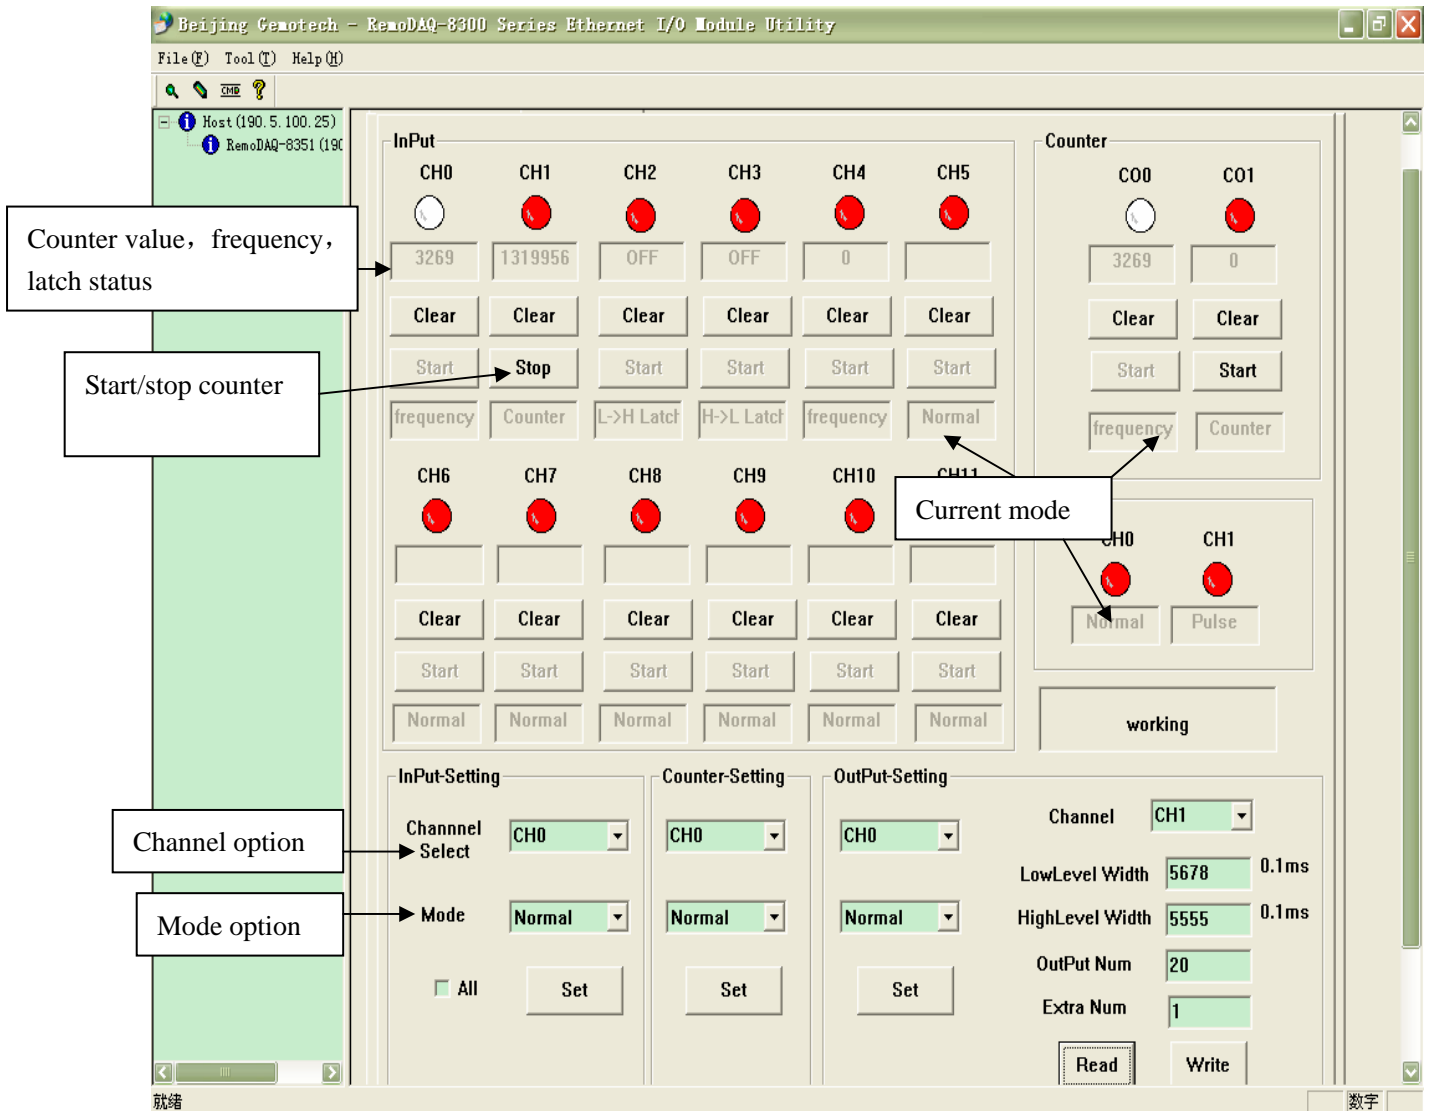 Beijing Gemotech - RemoDAQ-8300 Series Ethernet I/O Module Utility
File(F) Tool(T) Help(H)
CMD
Host(190.5.100.25)
RemoDAQ-8351(190
InPut
CH0 CH1 CH2 CH3 CH4 CH5
3269 1319956 OFF OFF 0
Clear Clear Clear Clear Clear Clear
Start Stop Start Start Start Start
frequency Counter L->H Latch H->L Latch frequency Normal
CH6 CH7 CH8 CH9 CH10 CH11
Clear Clear Clear Clear Clear Clear
Start Start Start Start Start Start
Normal Normal Normal Normal Normal Normal
Counter
CO0 CO1
3269 0
Clear Clear
Start Start
frequency Counter
CH0 CH1
Normal Pulse
working
Counter value，frequency，
latch status
Start/stop counter
Current mode
Channel option
Mode option
InPut-Setting
Channnel
Select
CH0
Mode
Normal
All
Set
Counter-Setting
CH0
Normal
Set
OutPut-Setting
CH0
Normal
Set
Channel CH1
LowLevel Width 5678 0.1ms
HighLevel Width 5555 0.1ms
OutPut Num 20
Extra Num 1
Read Write
就绪
数字